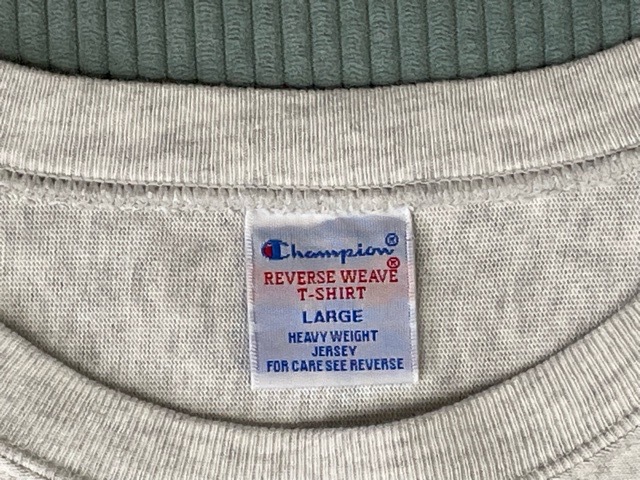 Champion®
REVERSE WEAVE®
T-SHIRT
LARGE
HEAVY WEIGHT
JERSEY
FOR CARE SEE REVERSE